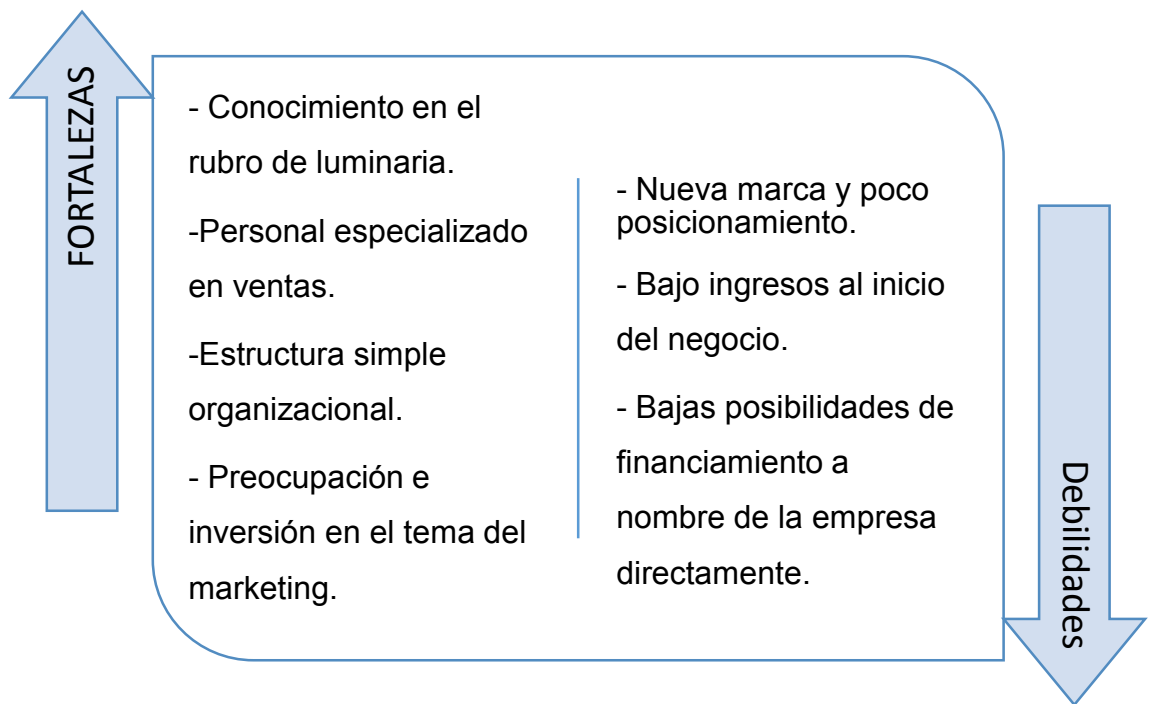 FORTALEZAS
- Conocimiento en el
rubro de luminaria.
-Personal especializado
en ventas.
-Estructura simple
organizacional.
- Preocupación e
inversión en el tema del
marketing.
- Nueva marca y poco
posicionamiento.
- Bajo ingresos al inicio
del negocio.
- Bajas posibilidades de
financiamiento a
nombre de la empresa
directamente.
Debilidades